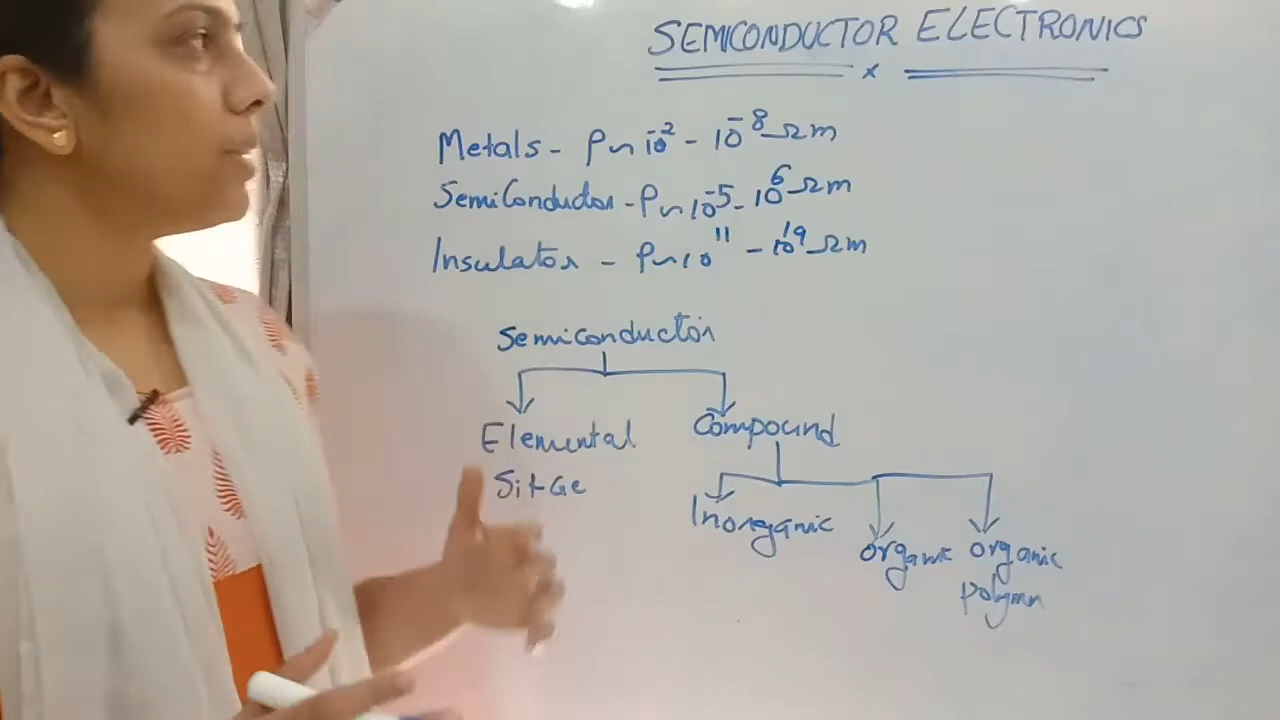 SEMICONDUCTOR ELECTRONICS
x
Metals - ρ ~ 10⁻² - 10⁻⁸ Ωm
SemiConductor - ρ ~ 10⁻⁵ - 10⁶ Ωm
Insulator - ρ ~ 10¹¹ - 10¹⁹ Ωm
Semiconductor
Elemental
Compound
Si + Ge
Inorganic
Organic
Organic